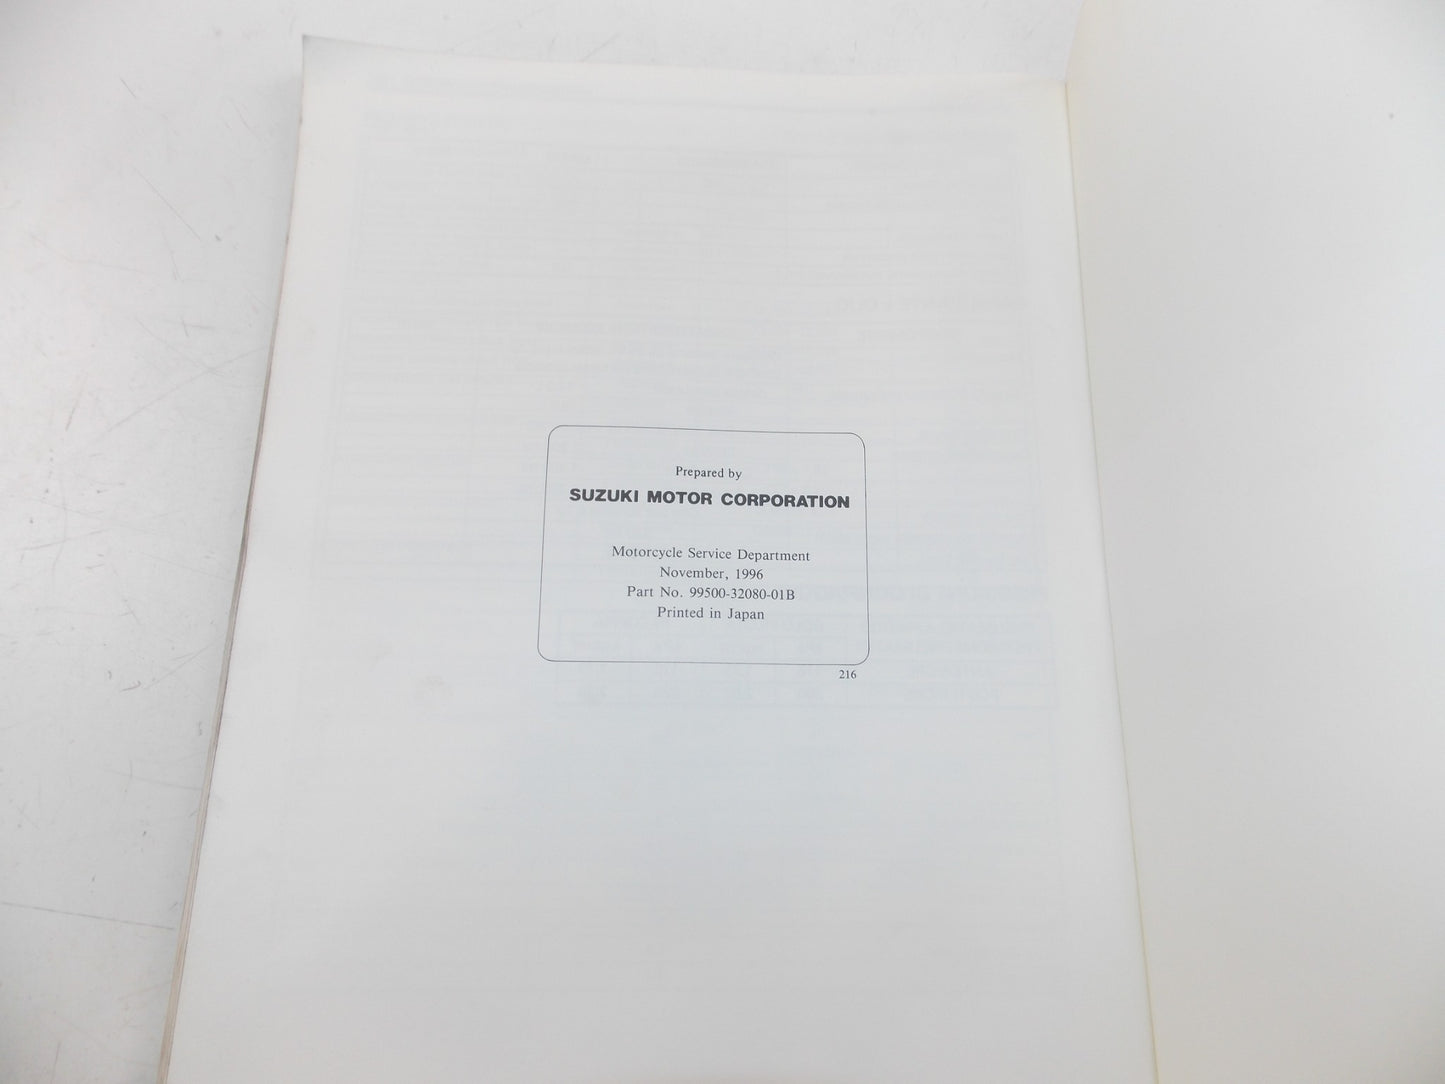 Prepared by
SUZUKI MOTOR CORPORATION
Motorcycle Service Department
November, 1996
Part No. 99500-32080-01B
Printed in Japan
216